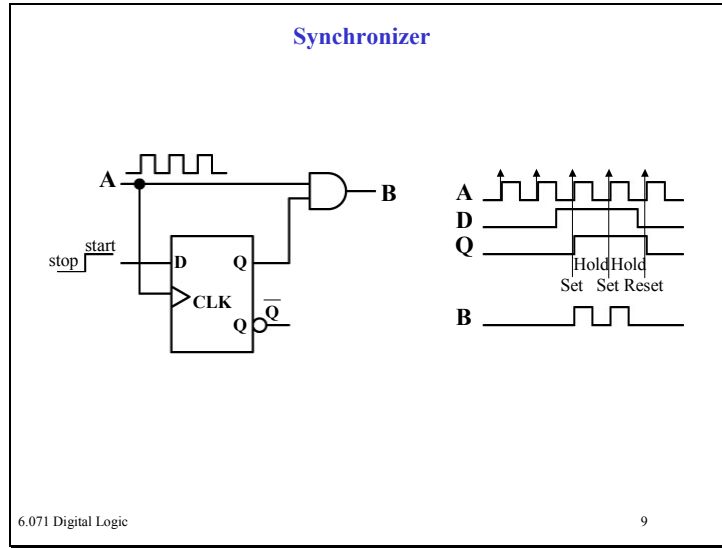 Synchronizer
A
B
start
stop
D
Q
CLK
Q
Q
A
D
Q
Hold Hold
Set Set Reset
B
6.071 Digital Logic
9